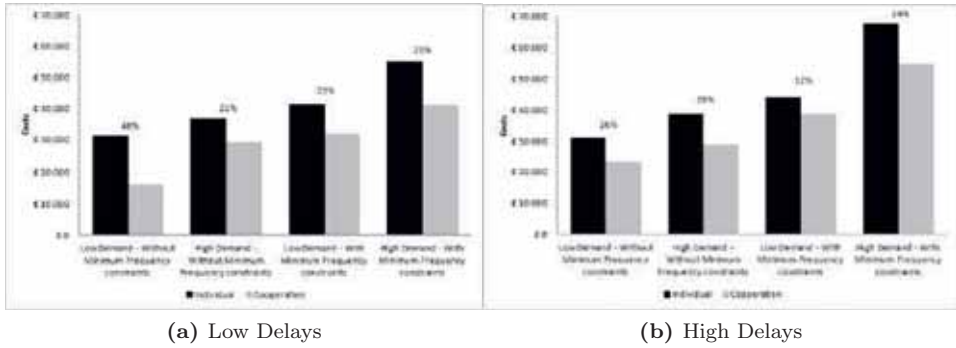 € 70.000
€ 60.000
€ 50.000
€ 40.000
€ 30.000
€ 20.000
€ 10.000
€ 0
Costs
21%
23%
Low Demand - Without Minimum Frequency constraints
High Demand - Without Minimum Frequency constraints
Low Demand - With Minimum Frequency constraints
High Demand - With Minimum Frequency constraints
Individual
Cooperation
(a) Low Delays
€ 70.000
€ 60.000
€ 50.000
€ 40.000
€ 30.000
€ 20.000
€ 10.000
€ 0
Costs
26%
12%
Low Demand - Without Minimum Frequency constraints
High Demand - Without Minimum Frequency constraints
Low Demand - With Minimum Frequency constraints
High Demand - With Minimum Frequency constraints
Individual
Cooperation
(b) High Delays